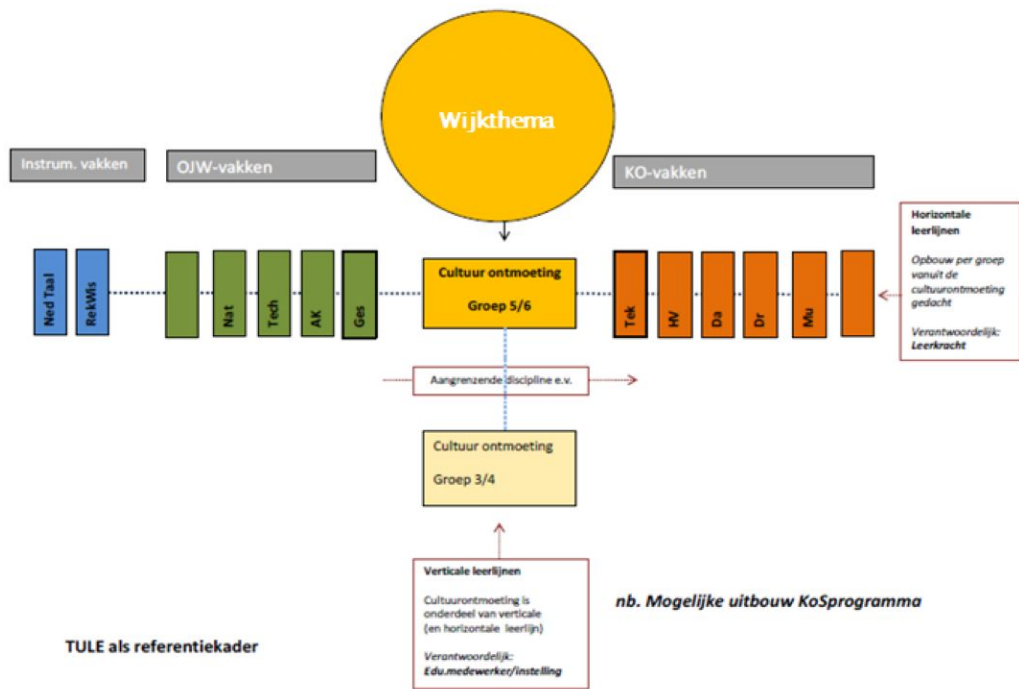 Wijkthema
Instrum. vakken
OJW-vakken
KO-vakken
Ned Taal
RekWis
Nat
Tech
AK
Ges
Cultuur ontmoeting
Groep 5/6
Tek
HV
Da
Dr
Mu
Horizontale
leerlijnen
Opbouw per groep
vanuit de
cultuurontmoeting
gedacht
Verantwoordelijk:
Leerkracht
Aangrenzende discipline e.v.
Cultuur ontmoeting
Groep 3/4
Verticale leerlijnen
Cultuurontmoeting is
onderdeel van verticale
(en horizontale leerlijn)
Verantwoordelijk:
Edu.medewerker/instelling
nb. Mogelijke uitbouw KoSprogramma
TULE als referentiekader